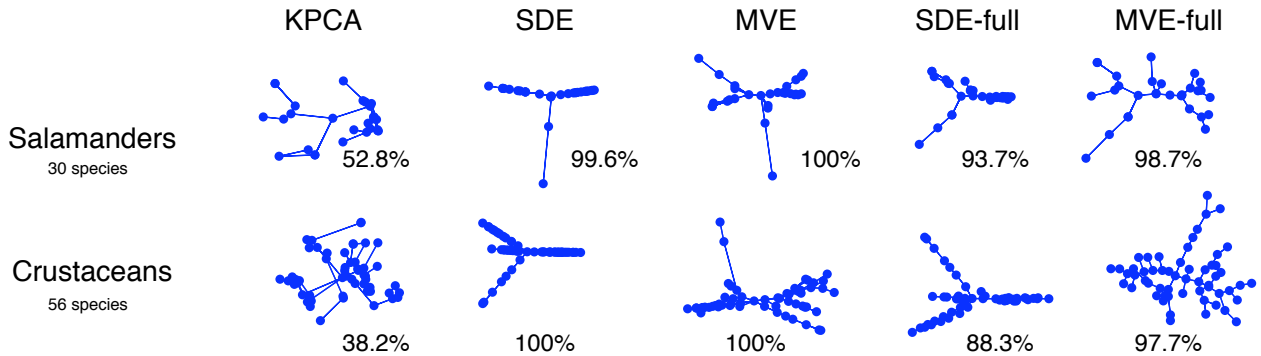 KPCA SDE MVE SDE-full MVE-full
Salamanders
30 species
52.8% 99.6% 100% 93.7% 98.7%
Crustaceans
56 species
38.2% 100% 100% 88.3% 97.7%